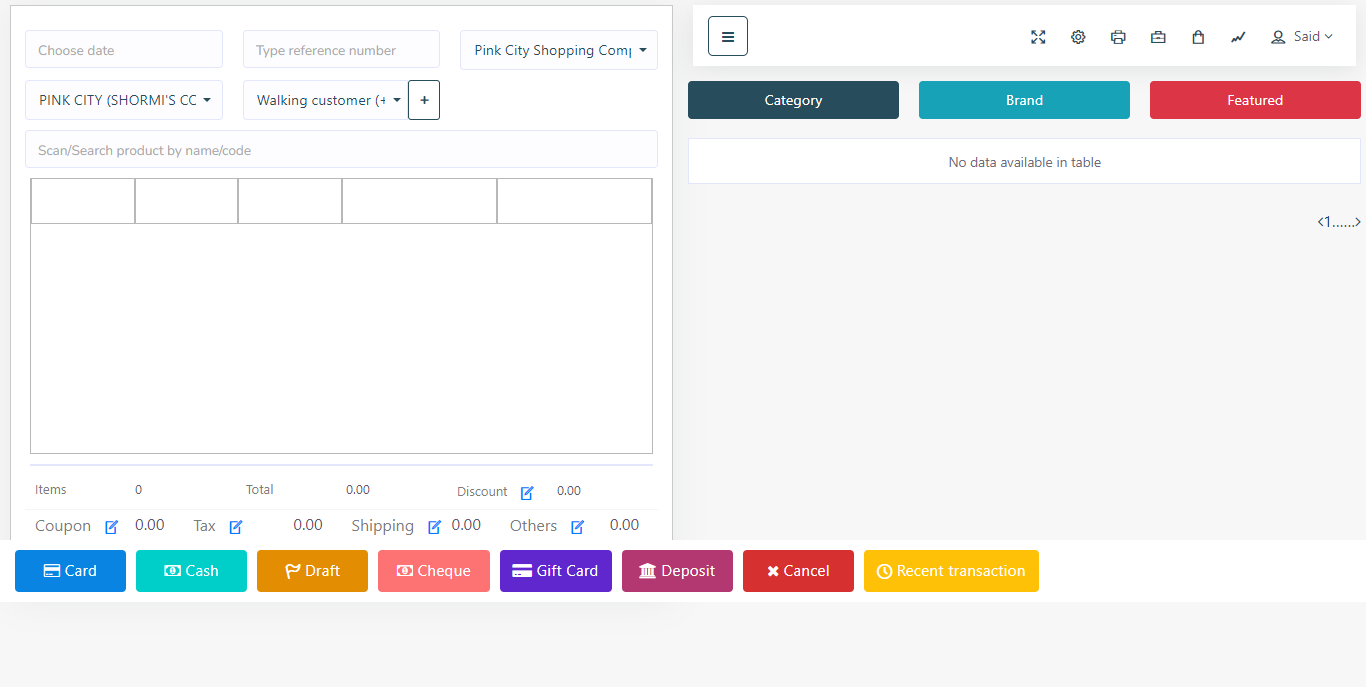 Choose date
Type reference number
Pink City Shopping Comp
Said
PINK CITY (SHORMI'S CC
Walking customer (+
+
Category
Brand
Featured
Scan/Search product by name/code
No data available in table
<1......>
Items 0 Total 0.00 Discount 0.00
Coupon 0.00 Tax 0.00 Shipping 0.00 Others 0.00
Card
Cash
Draft
Cheque
Gift Card
Deposit
Cancel
Recent transaction